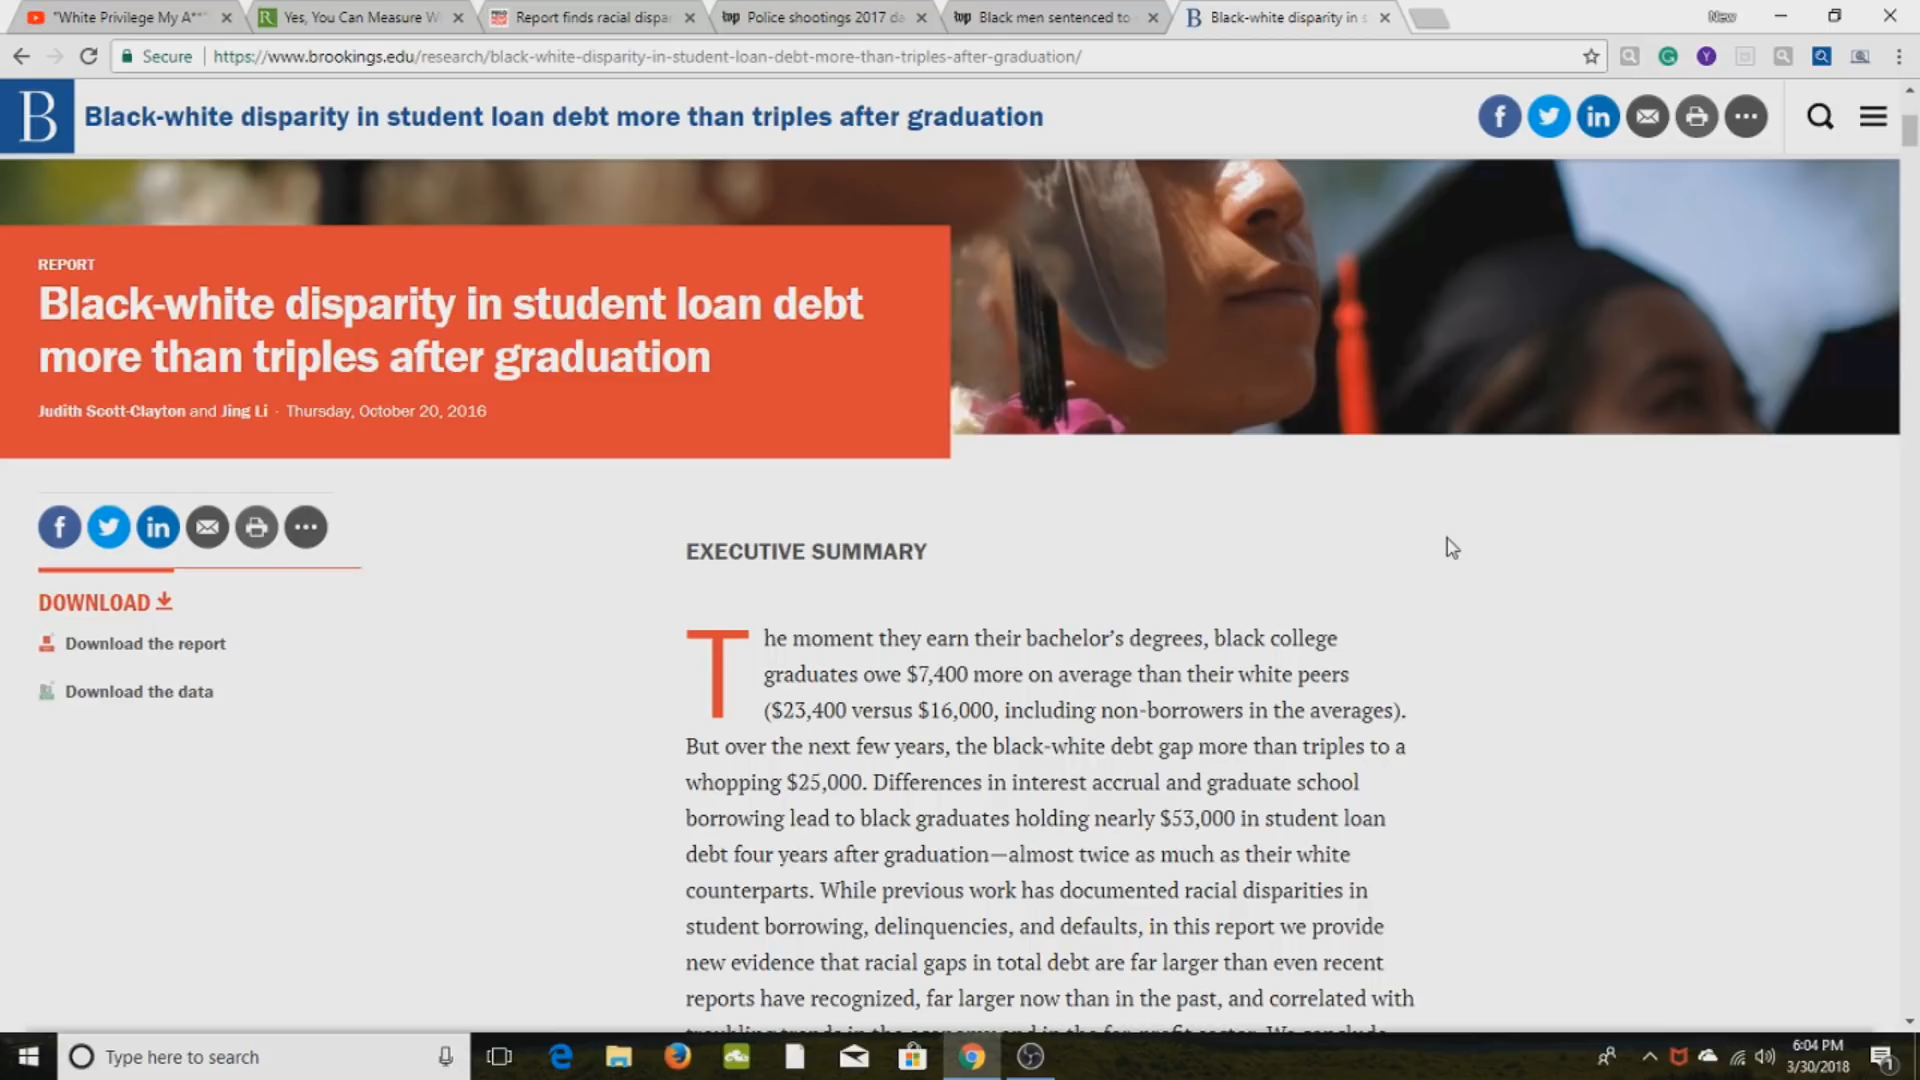 "White Privilege My A**
Yes, You Can Measure W
Report finds racial dispar
Police shootings 2017 da
Black men sentenced to
Black-white disparity in s
New
Secure
https://www.brookings.edu/research/black-white-disparity-in-student-loan-debt-more-than-triples-after-graduation/
B
Black-white disparity in student loan debt more than triples after graduation
REPORT
Black-white disparity in student loan debt
more than triples after graduation
Judith Scott-Clayton and Jing Li · Thursday, October 20, 2016
DOWNLOAD
Download the report
Download the data
EXECUTIVE SUMMARY
The moment they earn their bachelor's degrees, black college
graduates owe $7,400 more on average than their white peers
($23,400 versus $16,000, including non-borrowers in the averages).
But over the next few years, the black-white debt gap more than triples to a
whopping $25,000. Differences in interest accrual and graduate school
borrowing lead to black graduates holding nearly $53,000 in student loan
debt four years after graduation—almost twice as much as their white
counterparts. While previous work has documented racial disparities in
student borrowing, delinquencies, and defaults, in this report we provide
new evidence that racial gaps in total debt are far larger than even recent
reports have recognized, far larger now than in the past, and correlated with
Type here to search
6:04 PM
3/30/2018